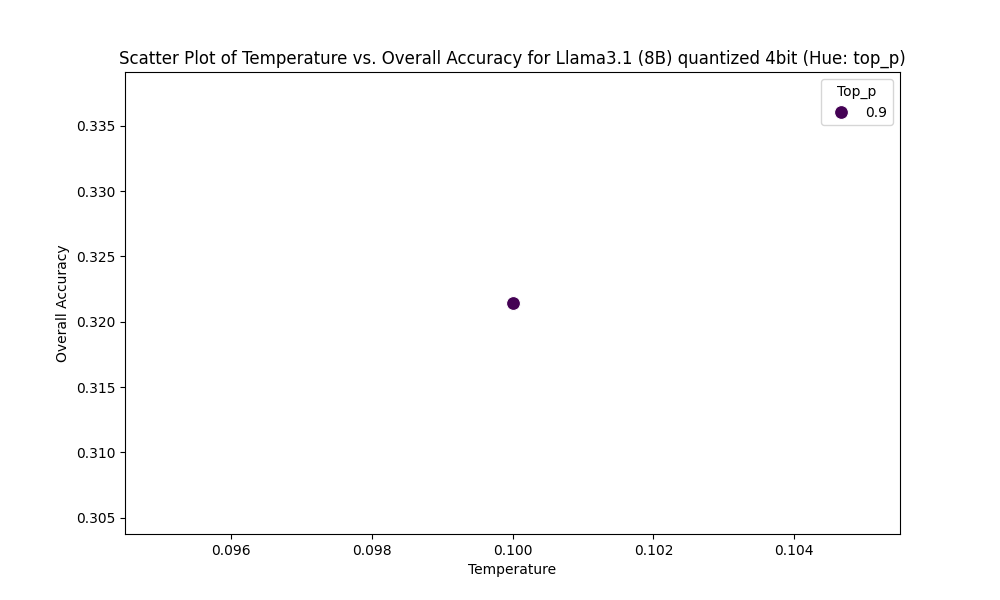 Scatter Plot of Temperature vs. Overall Accuracy for Llama3.1 (8B) quantized 4bit (Hue: top_p)
Top_p
0.9
0.335
0.330
0.325
0.320
0.315
0.310
0.305
Overall Accuracy
0.096 0.098 0.100 0.102 0.104
Temperature